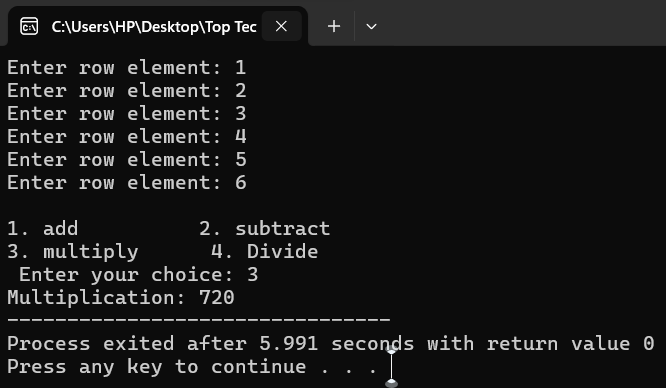 C:\Users\HP\Desktop\Top Tec
Enter row element: 1
Enter row element: 2
Enter row element: 3
Enter row element: 4
Enter row element: 5
Enter row element: 6
1. add          2. subtract
3. multiply      4. Divide
 Enter your choice: 3
Multiplication: 720
--------------------------------
Process exited after 5.991 seconds with return value 0
Press any key to continue . . .